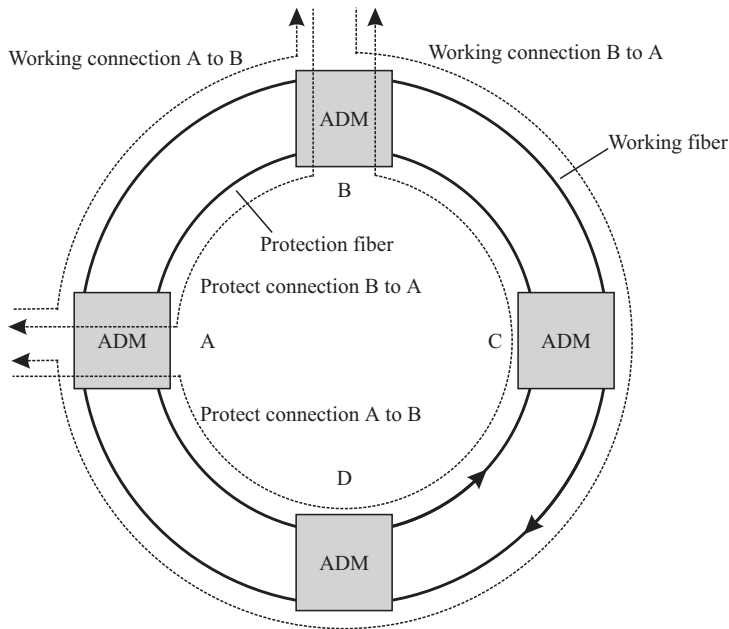 Working connection A to B
Working connection B to A
ADM
Working fiber
B
Protection fiber
Protect connection B to A
ADM
A
C
ADM
Protect connection A to B
D
ADM